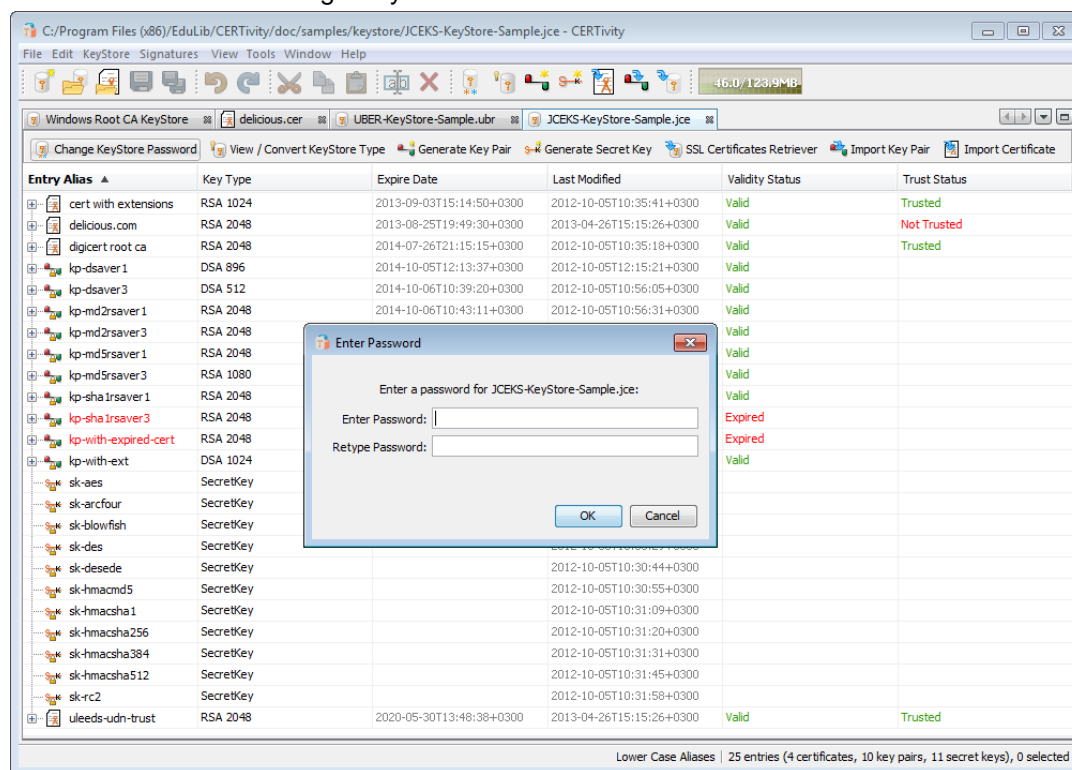 C:/Program Files (x86)/EduLib/CERTivity/doc/samples/keystore/JCEKS-KeyStore-Sample.jce - CERTivity
File Edit KeyStore Signatures View Tools Window Help
46.0/123.9MB
Windows Root CA KeyStore delicious.cer UBER-KeyStore-Sample.ubr JCEKS-KeyStore-Sample.jce
Change KeyStore Password View / Convert KeyStore Type Generate Key Pair Generate Secret Key SSL Certificates Retriever Import Key Pair Import Certificate
Entry Alias Key Type Expire Date Last Modified Validity Status Trust Status
cert with extensions RSA 1024 2013-09-03T15:14:50+0300 2012-10-05T10:35:41+0300 Valid Trusted
delicious.com RSA 2048 2013-08-25T19:49:30+0300 2013-04-26T15:15:26+0300 Valid Not Trusted
digicert root ca RSA 2048 2014-07-26T21:15:15+0300 2012-10-05T10:35:18+0300 Valid Trusted
kp-dsaver1 DSA 896 2014-10-05T12:13:37+0300 2012-10-05T12:15:21+0300 Valid
kp-dsaver3 DSA 512 2014-10-06T10:39:20+0300 2012-10-05T10:56:05+0300 Valid
kp-md2rsaver1 RSA 2048 2014-10-06T10:43:11+0300 2012-10-05T10:56:31+0300 Valid
kp-md2rsaver3 RSA 2048 Valid
kp-md5rsaver1 RSA 2048 Valid
kp-md5rsaver3 RSA 1080 Valid
kp-sha1rsaver1 RSA 2048 Valid
kp-sha1rsaver3 RSA 2048 Expired
kp-with-expired-cert RSA 2048 Expired
kp-with-ext DSA 1024 Valid
sk-aes SecretKey
sk-arcfour SecretKey
sk-blowfish SecretKey
sk-des SecretKey
sk-desede SecretKey 2012-10-05T10:30:44+0300
sk-hmacmd5 SecretKey 2012-10-05T10:30:55+0300
sk-hmacsha1 SecretKey 2012-10-05T10:31:09+0300
sk-hmacsha256 SecretKey 2012-10-05T10:31:20+0300
sk-hmacsha384 SecretKey 2012-10-05T10:31:31+0300
sk-hmacsha512 SecretKey 2012-10-05T10:31:45+0300
sk-rc2 SecretKey 2012-10-05T10:31:58+0300
uleeds-udn-trust RSA 2048 2020-05-30T13:48:38+0300 2013-04-26T15:15:26+0300 Valid Trusted
Enter Password
Enter a password for JCEKS-KeyStore-Sample.jce:
Enter Password:
Retype Password:
OK Cancel
Lower Case Aliases 25 entries (4 certificates, 10 key pairs, 11 secret keys), 0 selected